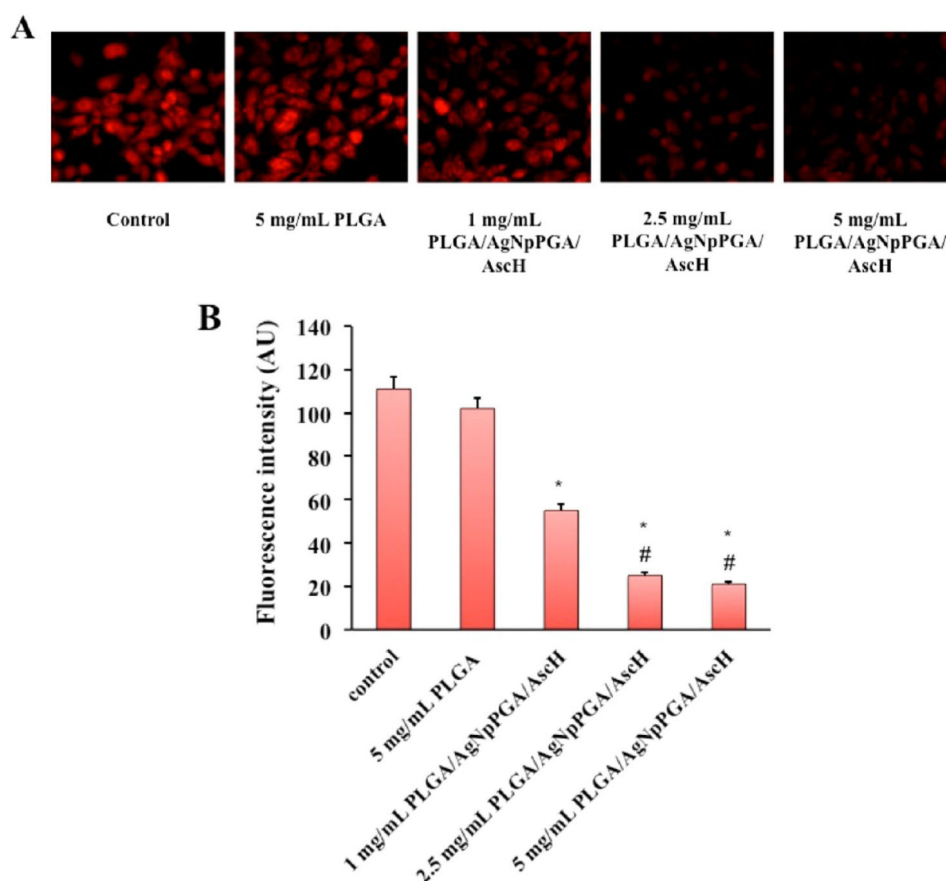 A
Control
5 mg/mL PLGA
1 mg/mL
PLGA/AgNpPGA/
AscH
2.5 mg/mL
PLGA/AgNpPGA/
AscH
5 mg/mL
PLGA/AgNpPGA/
AscH
B
Fluorescence intensity (AU)
140
120
100
80
60
40
20
0
*
*
#
*
#
control
5 mg/mL PLGA
1 mg/mL PLGA/AgNpPGA/AscH
2.5 mg/mL PLGA/AgNpPGA/AscH
5 mg/mL PLGA/AgNpPGA/AscH